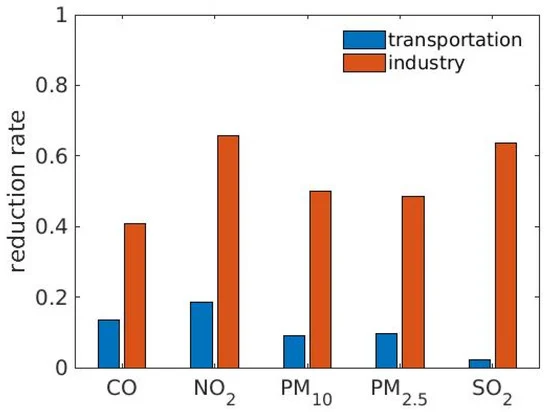 reduction rate
1
0.8
0.6
0.4
0.2
0
transportation
industry
CO NO2 PM10 PM2.5 SO2